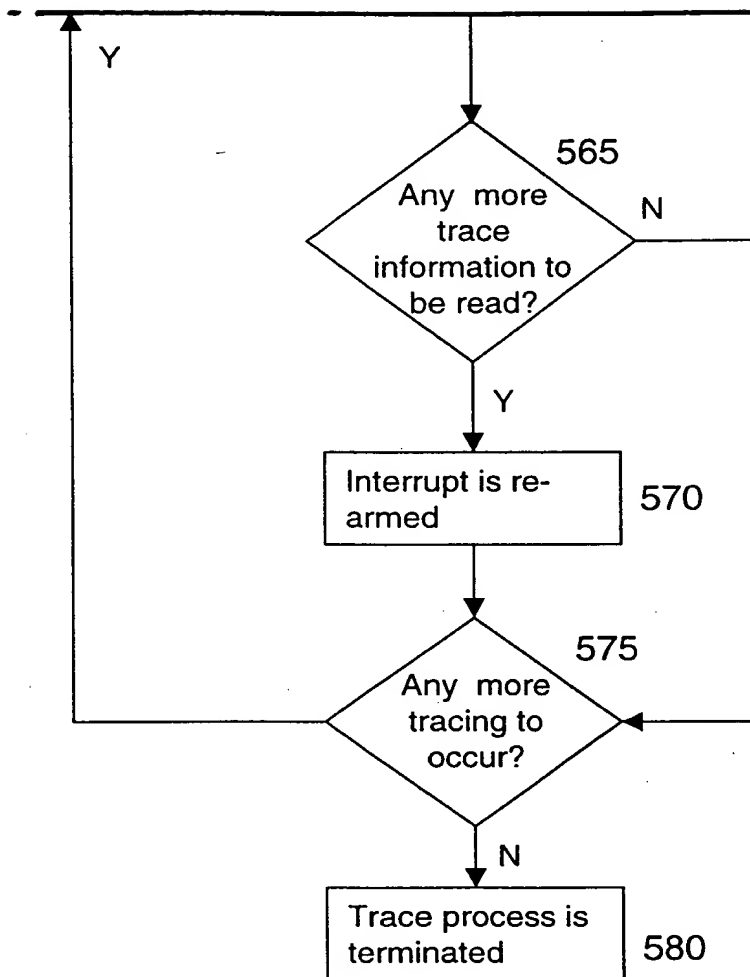 Y
565
Any more
trace
information to
be read?
N
Y
Interrupt is re-
armed
570
575
Any more
tracing to
occur?
N
Trace process is
terminated
580